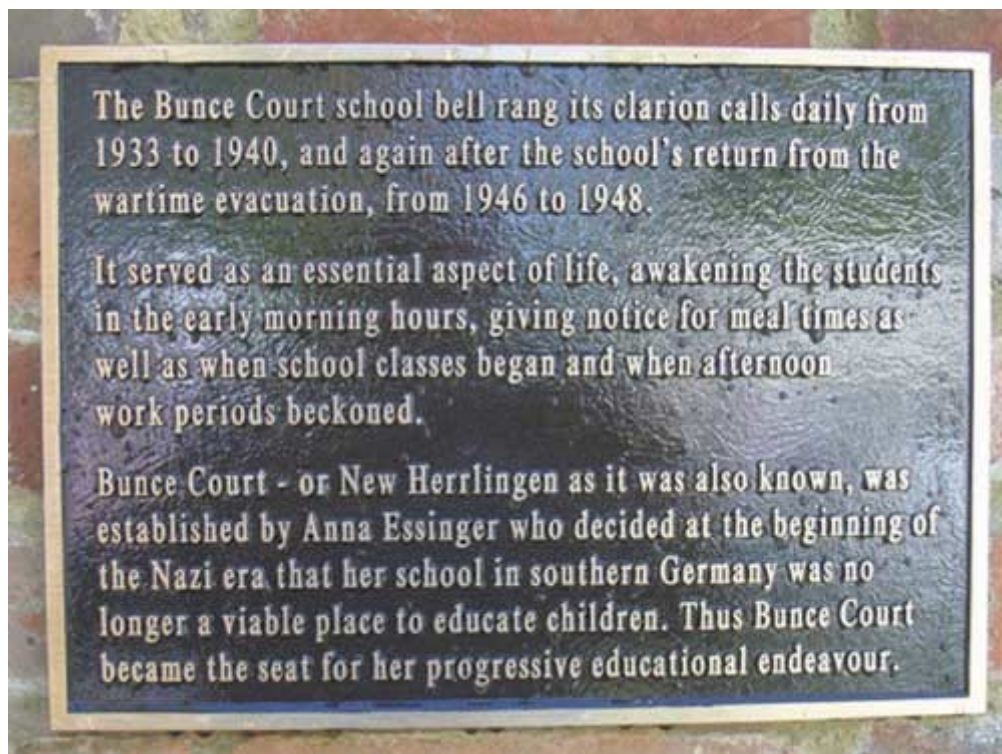 The Bunce Court school bell rang its clarion calls daily from
1933 to 1940, and again after the school's return from the
wartime evacuation, from 1946 to 1948.
It served as an essential aspect of life, awakening the students
in the early morning hours, giving notice for meal times as
well as when school classes began and when afternoon
work periods beckoned.
Bunce Court - or New Herrlingen as it was also known, was
established by Anna Essinger who decided at the beginning of
the Nazi era that her school in southern Germany was no
longer a viable place to educate children. Thus Bunce Court
became the seat for her progressive educational endeavour.